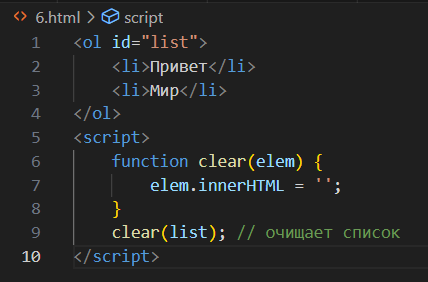 6.html > script
1 <ol id="list">
2     <li>Привет</li>
3     <li>Мир</li>
4 </ol>
5 <script>
6     function clear(elem) {
7         elem.innerHTML = '';
8     }
9     clear(list); // очищает список
10 </script>